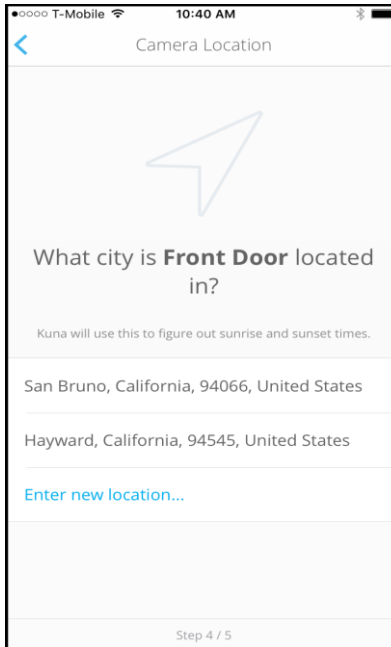 T-Mobile 10:40 AM
Camera Location
What city is Front Door located
in?
Kuna will use this to figure out sunrise and sunset times.
San Bruno, California, 94066, United States
Hayward, California, 94545, United States
Enter new location...
Step 4 / 5